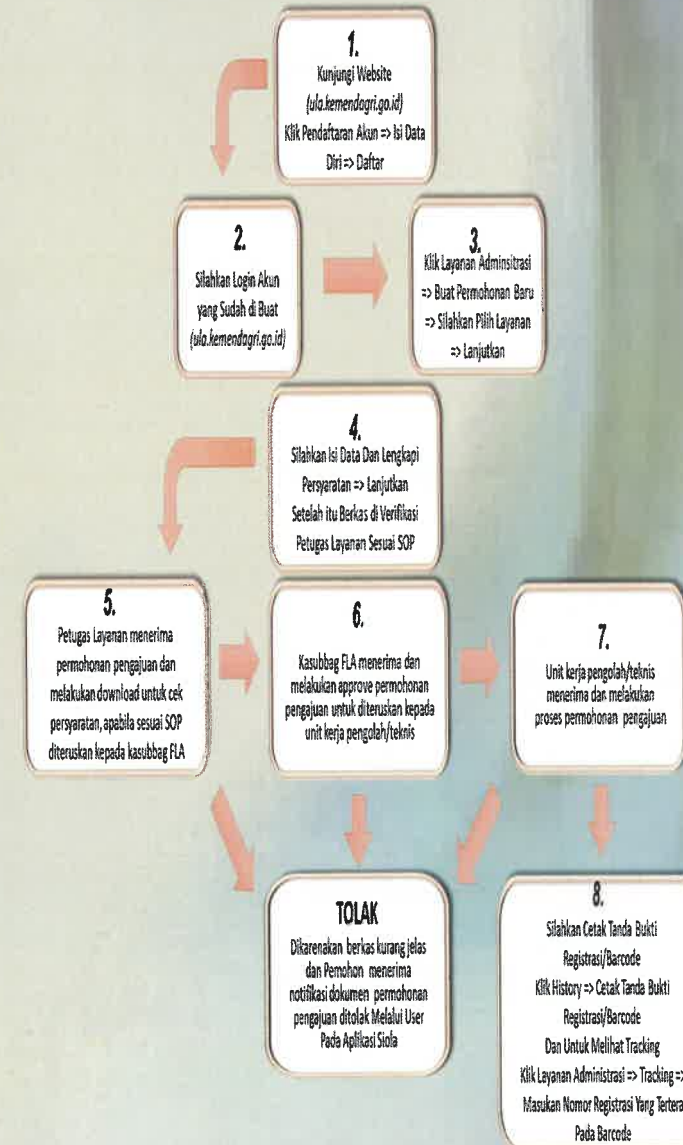 1.
Kunjungi Website
(ula.kemendagri.go.id)
Klik Pendaftaran Akun => Isi Data
Diri => Daftar
2.
Silahkan Login Akun
yang Sudah di Buat
(ula.kemendagri.go.id)
3.
Klik Layanan Adminsitrasi
=> Buat Permohonan Baru
=> Silahkan Pilih Layanan
=> Lanjutkan
4.
Silahkan Isi Data Dan Lengkapi
Persyaratan => Lanjutkan
Setelah itu Berkas di Verifikasi
Petugas Layanan Sesuai SOP
5.
Petugas Layanan menerima
permohonan pengajuan dan
melakukan download untuk cek
persyaratan, apabila sesuai SOP
diteruskan kepada kasubbag FLA
6.
Kasubbag FLA menerima dan
melakukan approve permohonan
pengajuan untuk diteruskan kepada
unit kerja pengolah/teknis
7.
Unit kerja pengolah/teknis
menerima dan melakukan
proses permohonan pengajuan
TOLAK
Dikarenakan berkas kurang jelas
dan Pemohon menerima
notifikasi dokumen permohonan
pengajuan ditolak Melalui User
Pada Aplikasi Siola
8.
Silahkan Cetak Tanda Bukti
Registrasi/Barcode
Klik History => Cetak Tanda Bukti
Registrasi/Barcode
Dan Untuk Melihat Tracking
Klik Layanan Administrasi => Tracking =>
Masukan Nomor Registrasi Yang Tertera
Pada Barcode